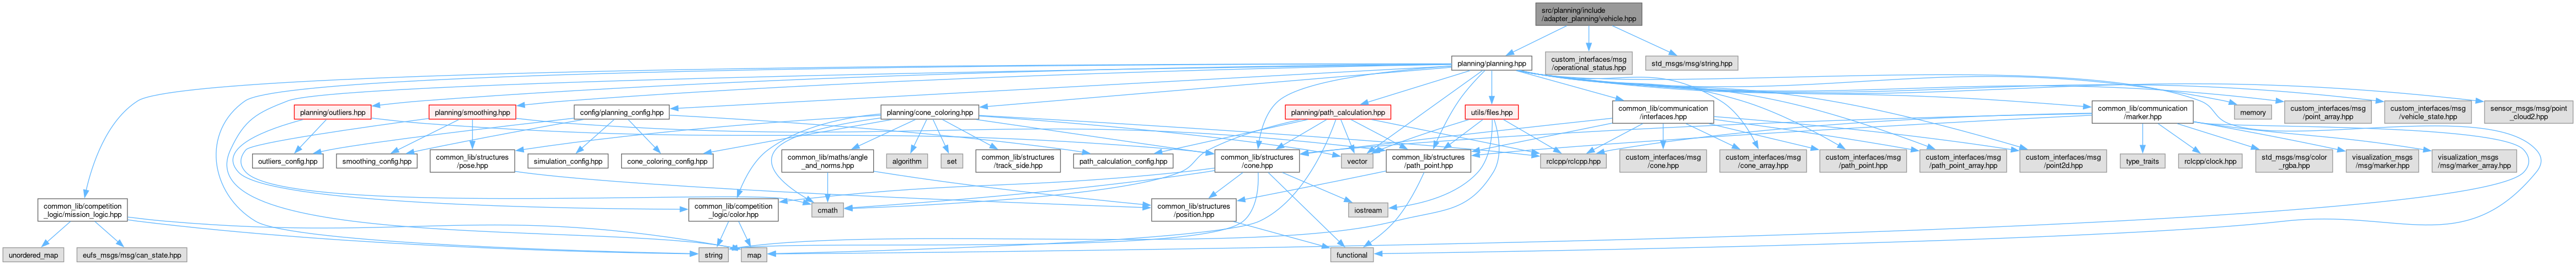 src/planning/include
/adapter_planning/vehicle.hpp
planning/planning.hpp
custom_interfaces/msg
/operational_status.hpp
std_msgs/msg/string.hpp
planning/outliers.hpp
planning/smoothing.hpp
config/planning_config.hpp
planning/cone_coloring.hpp
planning/path_calculation.hpp
utils/files.hpp
common_lib/communication
/interfaces.hpp
common_lib/communication
/marker.hpp
memory
custom_interfaces/msg
/point_array.hpp
custom_interfaces/msg
/vehicle_state.hpp
sensor_msgs/msg/point
_cloud2.hpp
outliers_config.hpp
smoothing_config.hpp
common_lib/structures
/pose.hpp
simulation_config.hpp
cone_coloring_config.hpp
common_lib/maths/angle
_and_norms.hpp
algorithm
set
common_lib/structures
/track_side.hpp
path_calculation_config.hpp
common_lib/structures
/cone.hpp
vector
common_lib/structures
/path_point.hpp
rclcpp/rclcpp.hpp
custom_interfaces/msg
/cone.hpp
custom_interfaces/msg
/cone_array.hpp
custom_interfaces/msg
/path_point.hpp
custom_interfaces/msg
/path_point_array.hpp
custom_interfaces/msg
/point2d.hpp
type_traits
rclcpp/clock.hpp
std_msgs/msg/color
_rgba.hpp
visualization_msgs
/msg/marker.hpp
visualization_msgs
/msg/marker_array.hpp
common_lib/competition
_logic/mission_logic.hpp
common_lib/competition
_logic/color.hpp
cmath
common_lib/structures
/position.hpp
iostream
unordered_map
eufs_msgs/msg/can_state.hpp
string
map
functional